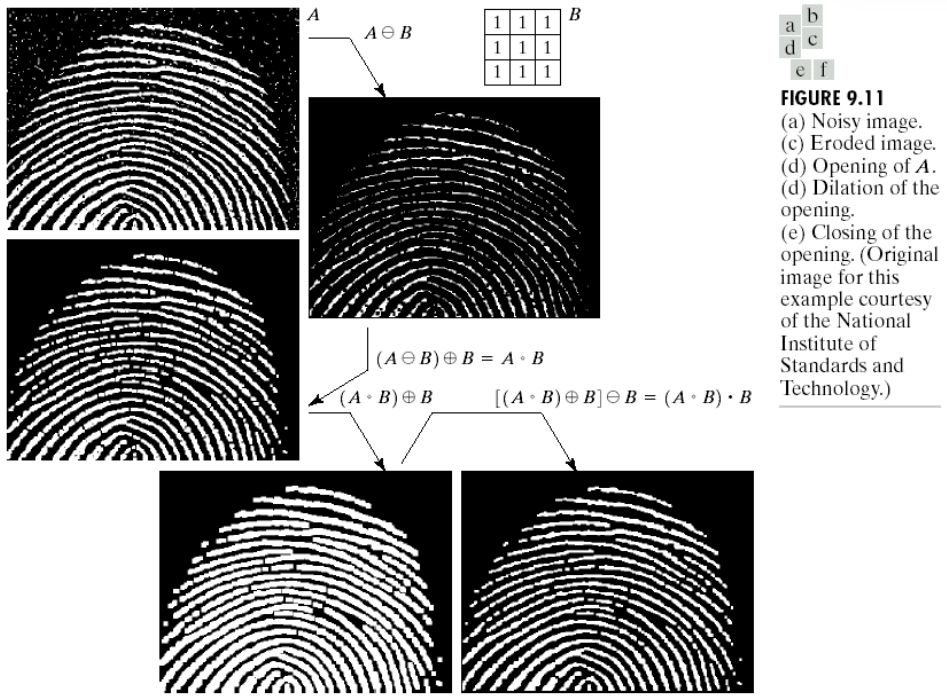 A
A ⊖ B
1 1 1
1 1 1
1 1 1
B
(A ⊖ B) ⊕ B = A ∘ B
(A ∘ B) ⊕ B
[(A ∘ B) ⊕ B] ⊖ B = (A ∘ B) • B
a b
d c
e f
FIGURE 9.11
(a) Noisy image.
(c) Eroded image.
(d) Opening of A.
(d) Dilation of the
opening.
(e) Closing of the
opening. (Original
image for this
example courtesy
of the National
Institute of
Standards and
Technology.)